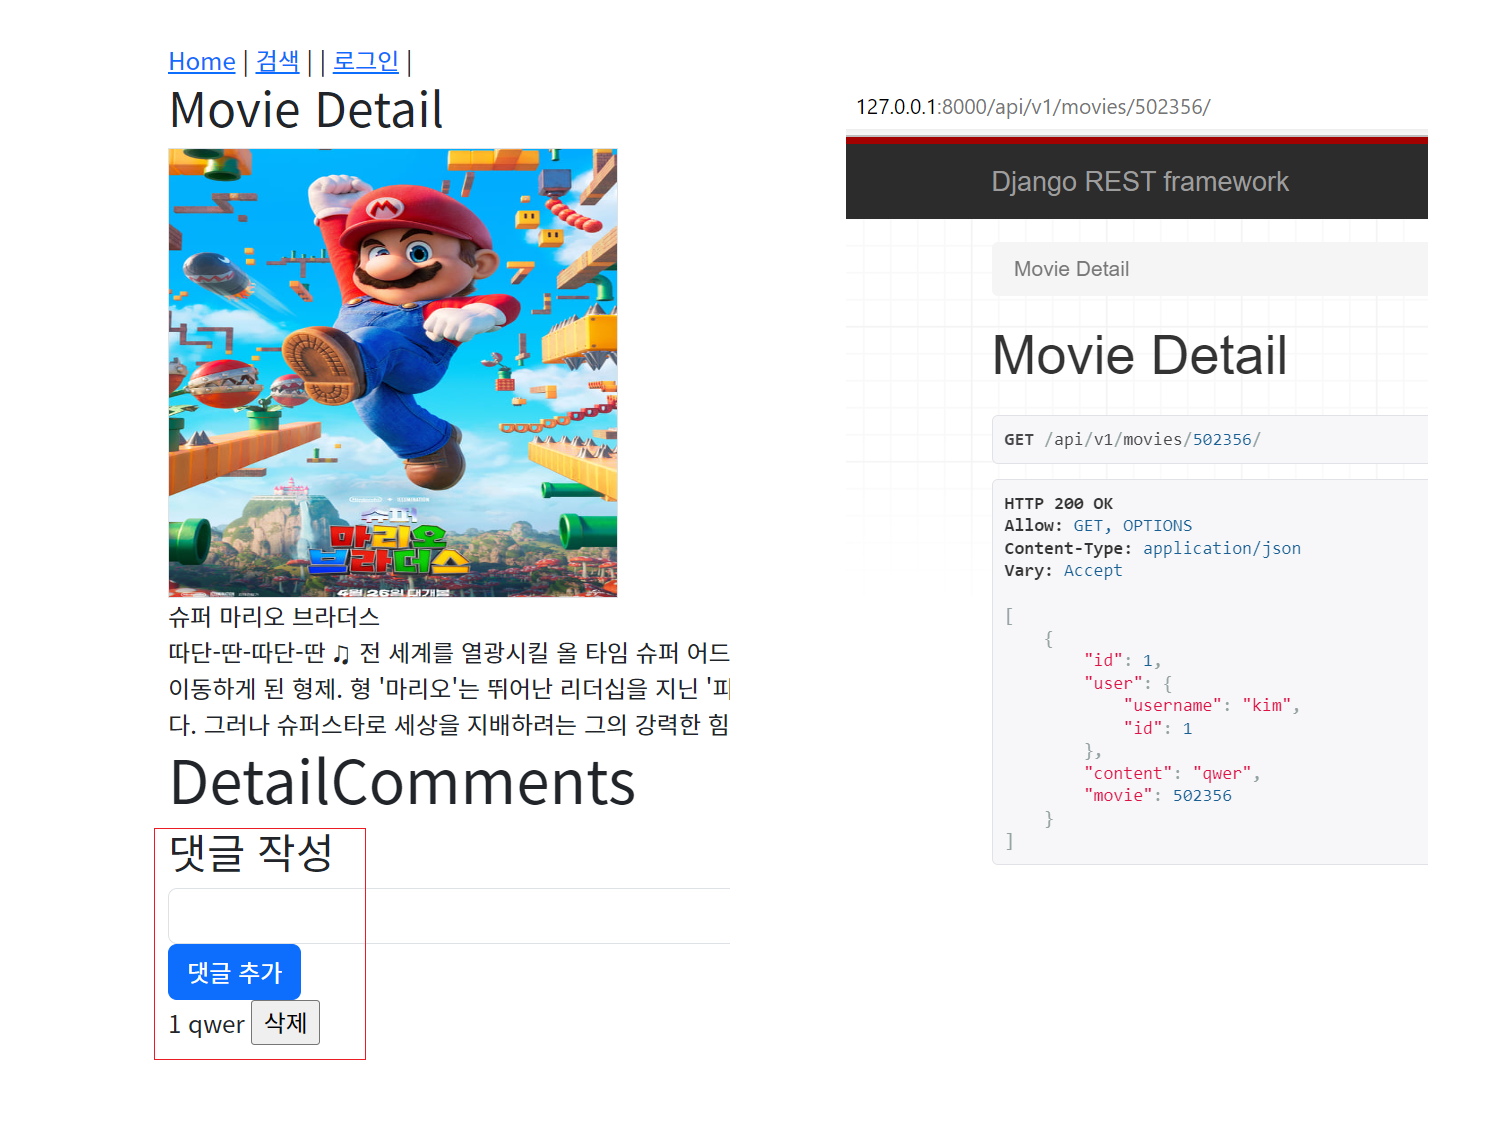 Home | 검색 | | 로그인 |
Movie Detail
M
슈퍼
마리오
브라더스
4월 26일 대개봉
슈퍼 마리오 브라더스
따단-딴-따단-딴 ♫ 전 세계를 열광시킬 올 타임 슈퍼 어드
이동하게 된 형제. 형 '마리오'는 뛰어난 리더십을 지닌 '피
다. 그러나 슈퍼스타로 세상을 지배하려는 그의 강력한 힘
DetailComments
댓글 작성
댓글 추가
1 qwer 삭제
127.0.0.1:8000/api/v1/movies/502356/
Django REST framework
Movie Detail
Movie Detail
GET /api/v1/movies/502356/
HTTP 200 OK
Allow: GET, OPTIONS
Content-Type: application/json
Vary: Accept
[
{
"id": 1,
"user": {
"username": "kim",
"id": 1
},
"content": "qwer",
"movie": 502356
}
]